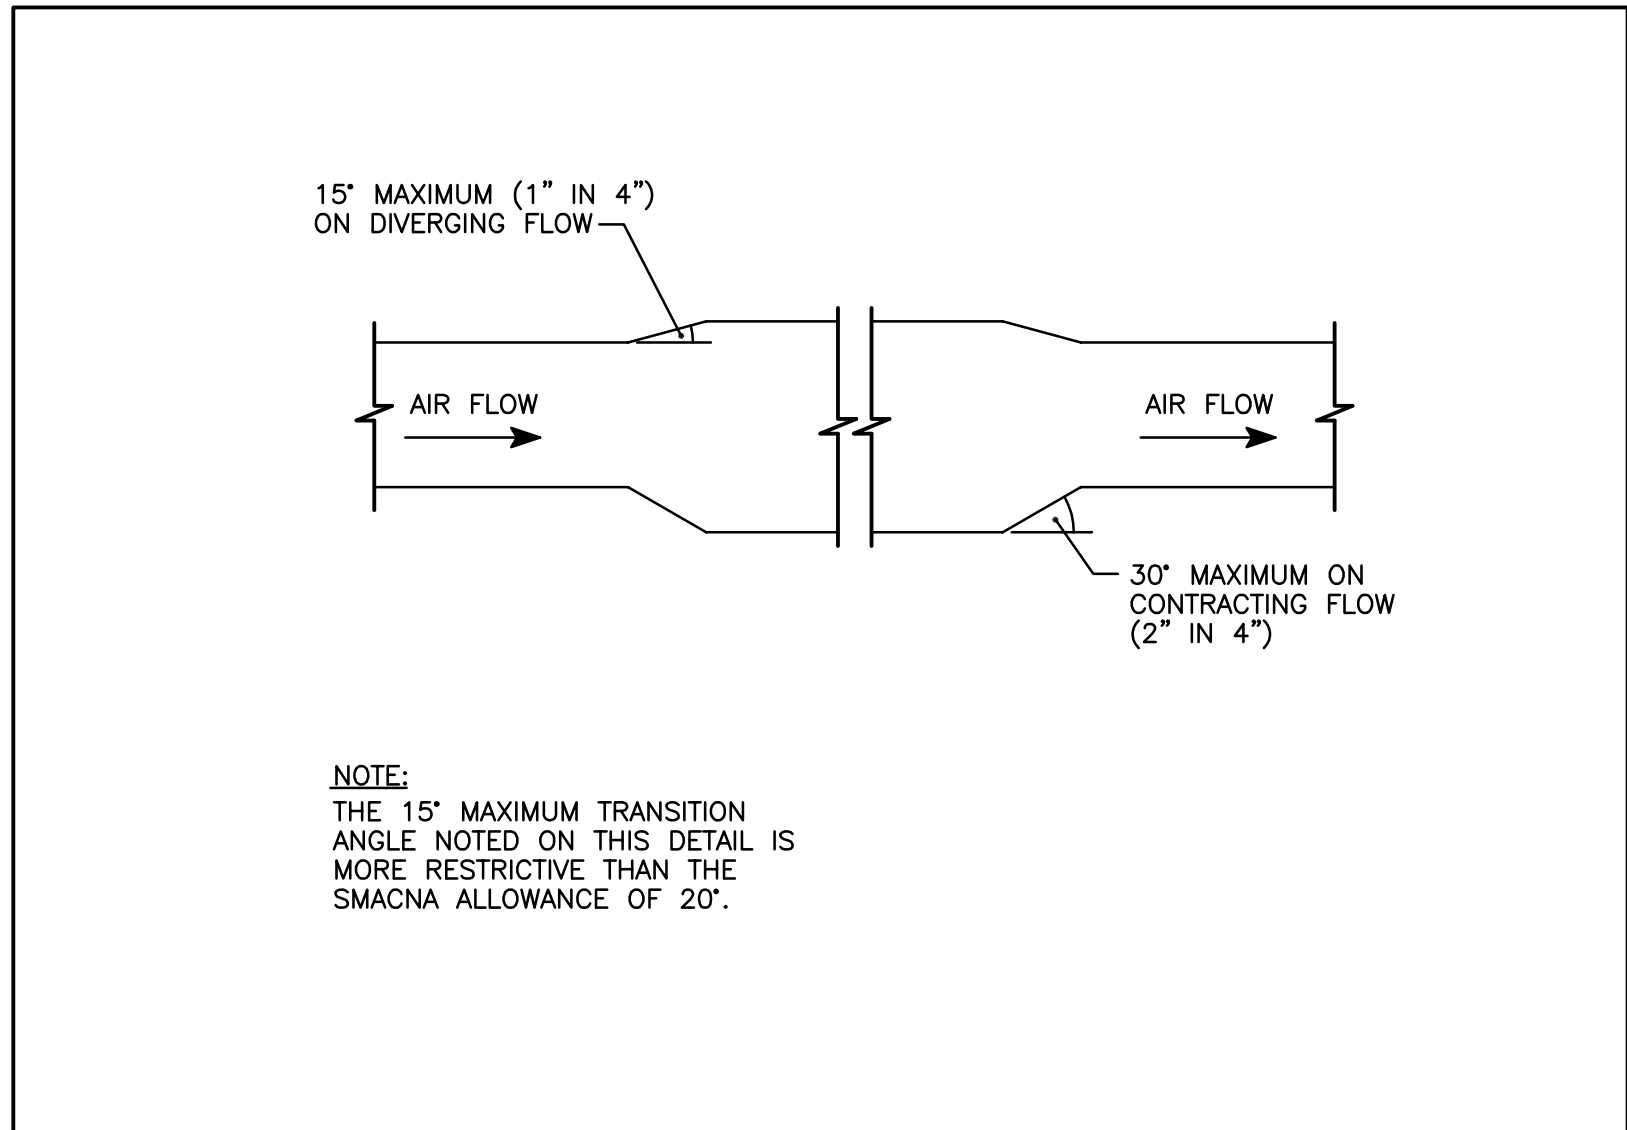 15° MAXIMUM (1" IN 4")
ON DIVERGING FLOW
AIR FLOW
AIR FLOW
30° MAXIMUM ON
CONTRACTING FLOW
(2" IN 4")
NOTE:
THE 15° MAXIMUM TRANSITION
ANGLE NOTED ON THIS DETAIL IS
MORE RESTRICTIVE THAN THE
SMACNA ALLOWANCE OF 20°.